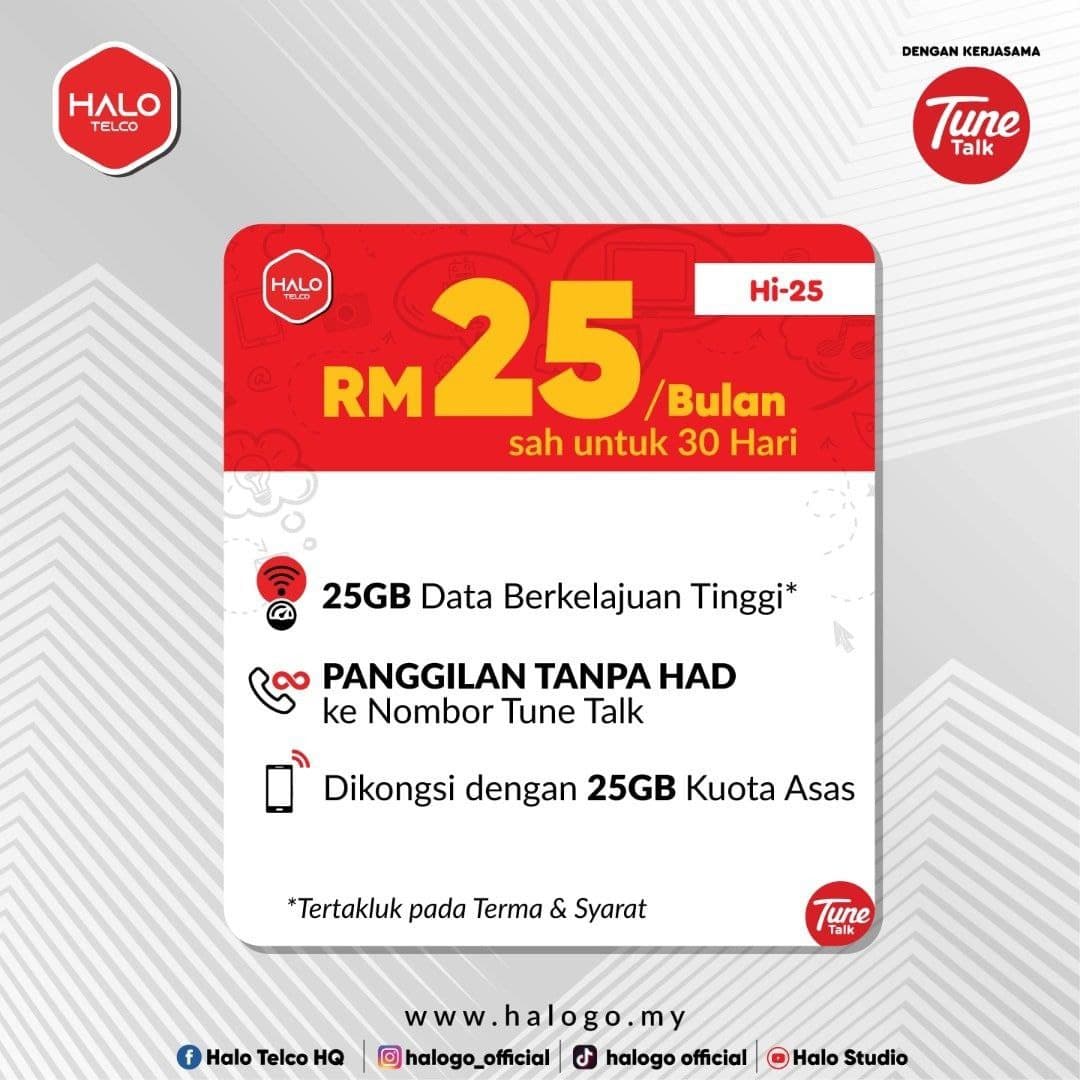 HALO
TELCO
DENGAN KERJASAMA
Tune
Talk
HALO
TELCO
Hi-25
RM25/Bulan
sah untuk 30 Hari
25GB Data Berkelajuan Tinggi*
PANGGILAN TANPA HAD
ke Nombor Tune Talk
Dikongsi dengan 25GB Kuota Asas
*Tertakluk pada Terma & Syarat
Tune
Talk
www.halogo.my
Halo Telco HQ
halogo_official
halogo official
Halo Studio